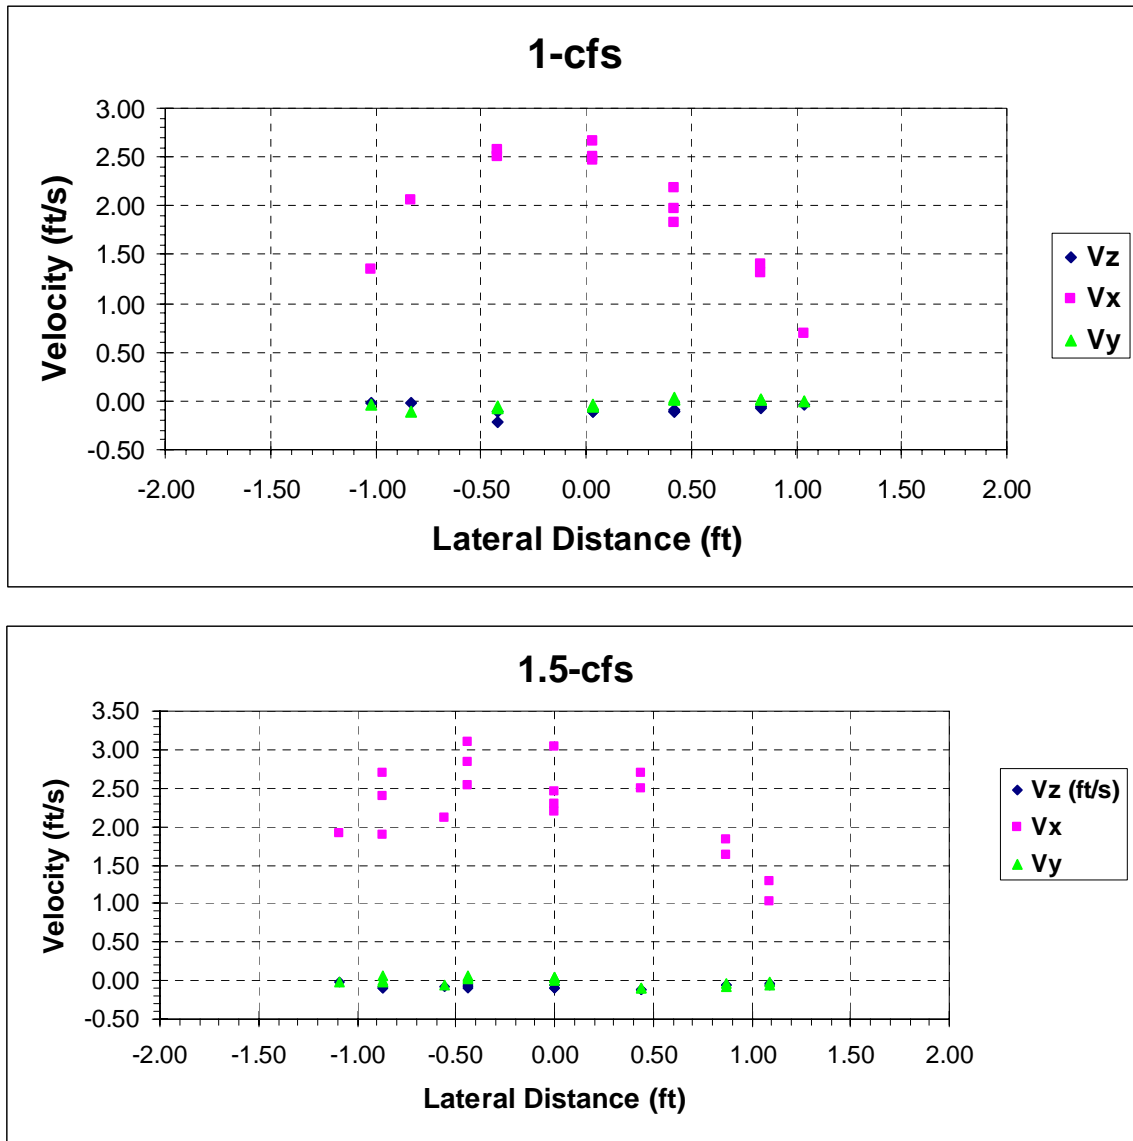 1-cfs
3.00
2.50
2.00
1.50
1.00
0.50
0.00
-0.50
Velocity (ft/s)
-2.00 -1.50 -1.00 -0.50 0.00 0.50 1.00 1.50 2.00
Lateral Distance (ft)
Vz
Vx
Vy
1.5-cfs
3.50
3.00
2.50
2.00
1.50
1.00
0.50
0.00
-0.50
Velocity (ft/s)
-2.00 -1.50 -1.00 -0.50 0.00 0.50 1.00 1.50 2.00
Lateral Distance (ft)
Vz (ft/s)
Vx
Vy